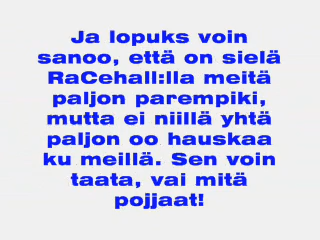 Ja lopuks voin
sanoo, että on sielä
RaCehall:lla meitä
paljon parempiki,
mutta ei niillä yhtä
paljon oo hauskaa
ku meillä. Sen voin
taata, vai mitä
pojjaat!